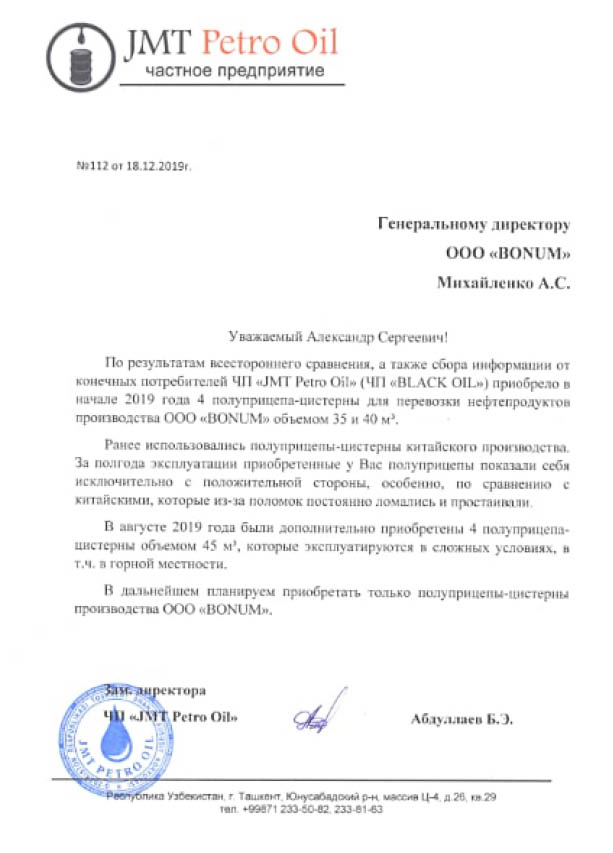 JMT Petro Oil
частное предприятие
№112 от 18.12.2019г.
Генеральному директору
ООО «BONUM»
Михайленко А.С.
Уважаемый Александр Сергеевич!
По результатам всестороннего сравнения, а также сбора информации от
конечных потребителей ЧП «JMT Petro Oil» (ЧП «BLACK OIL») приобрело в
начале 2019 года 4 полуприцепа-цистерны для перевозки нефтепродуктов
производства ООО «BONUM» объемом 35 и 40 м³.
Ранее использовались полуприцепы-цистерны китайского производства.
За полгода эксплуатации приобретенные у Вас полуприцепы показали себя
исключительно с положительной стороны, особенно, по сравнению с
китайскими, которые из-за поломок постоянно ломались и простаивали.
В августе 2019 года были дополнительно приобретены 4 полуприцепа-
цистерны объемом 45 м³, которые эксплуатируются в сложных условиях, в
т.ч. в горной местности.
В дальнейшем планируем приобретать только полуприцепы-цистерны
производства ООО «BONUM».
Зам. директора
ЧП «JMT Petro Oil»
Абдуллаев Б.Э.
JMT PETRO OIL
Республика Узбекистан, г. Ташкент, Юнусабадский р-н, массив Ц-4, д.26, кв.29
тел. +99871 233-50-82, 233-81-63